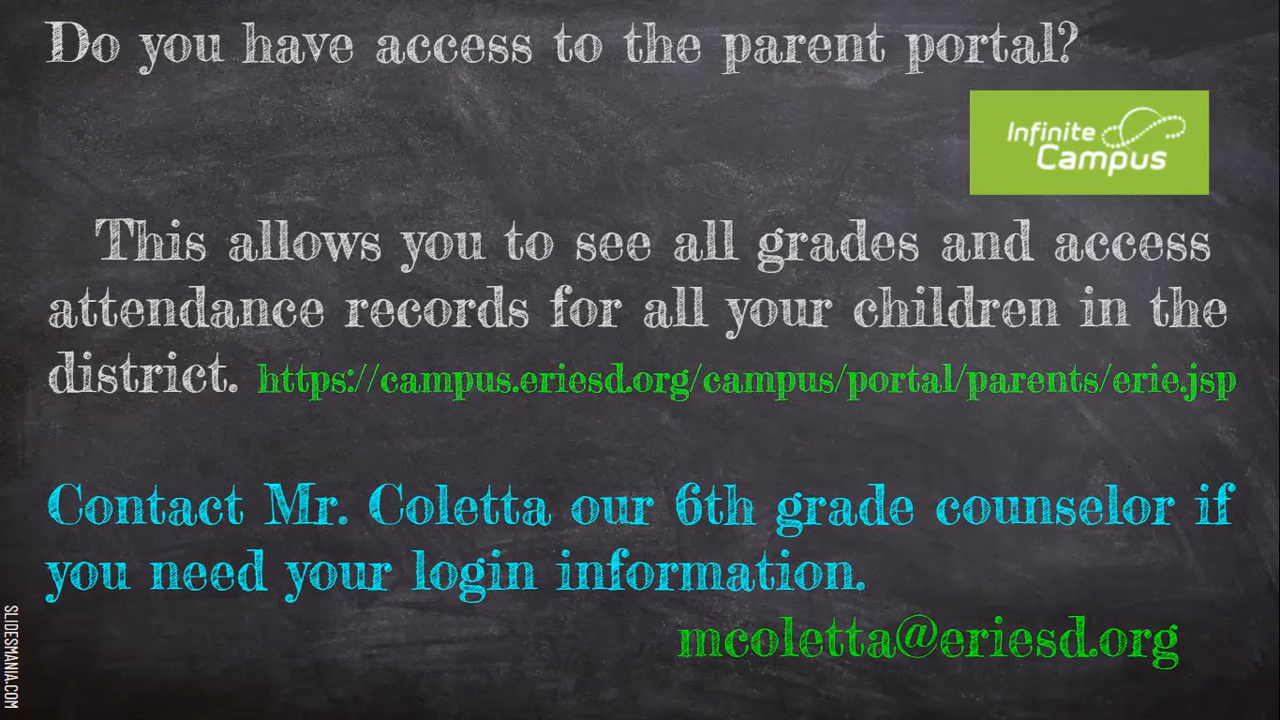 Do you have access to the parent portal?
Infinite
Campus
This allows you to see all grades and access
attendance records for all your children in the
district. https://campus.eriesd.org/campus/portal/parents/erie.jsp
Contact Mr. Coletta our 6th grade counselor if
you need your login information.
mcoletta@eriesd.org
SLIDESMANIA.COM